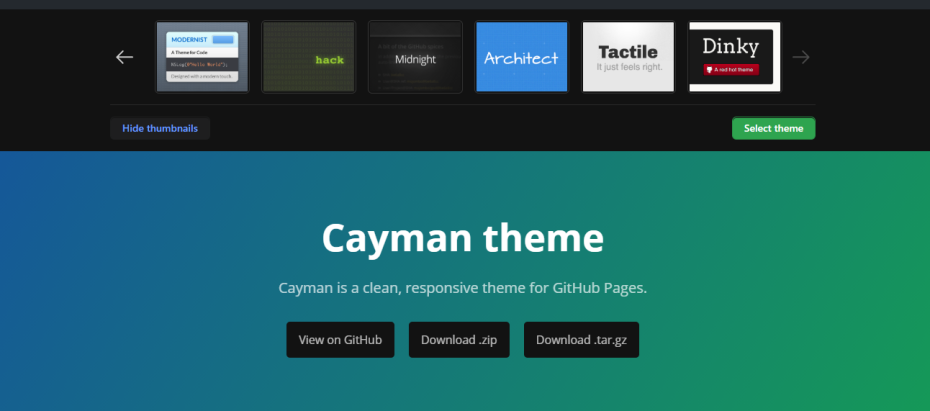 MODERNIST
A Theme for Code
Designed with a modern look.
hack
Midnight
Architect
Tactile
It just feels right.
Dinky
A red hot theme
Hide thumbnails
Select theme
Cayman theme
Cayman is a clean, responsive theme for GitHub Pages.
View on GitHub
Download .zip
Download .tar.gz